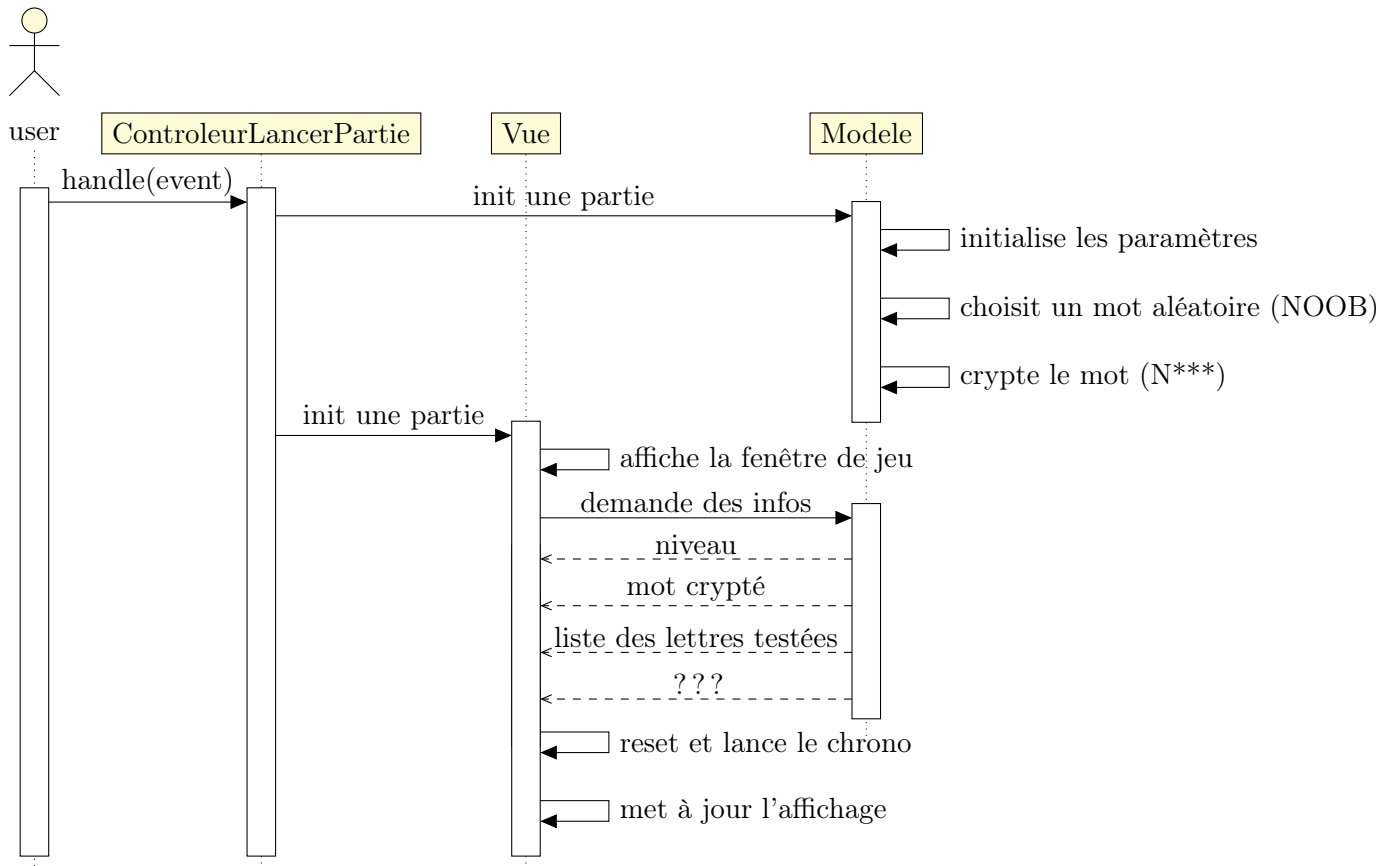 user
ControleurLancerPartie
Vue
Modele
handle(event)
init une partie
initialise les paramètres
choisit un mot aléatoire (NOOB)
crypte le mot (N***)
init une partie
affiche la fenêtre de jeu
demande des infos
niveau
mot crypté
liste des lettres testées
? ? ?
reset et lance le chrono
met à jour l'affichage